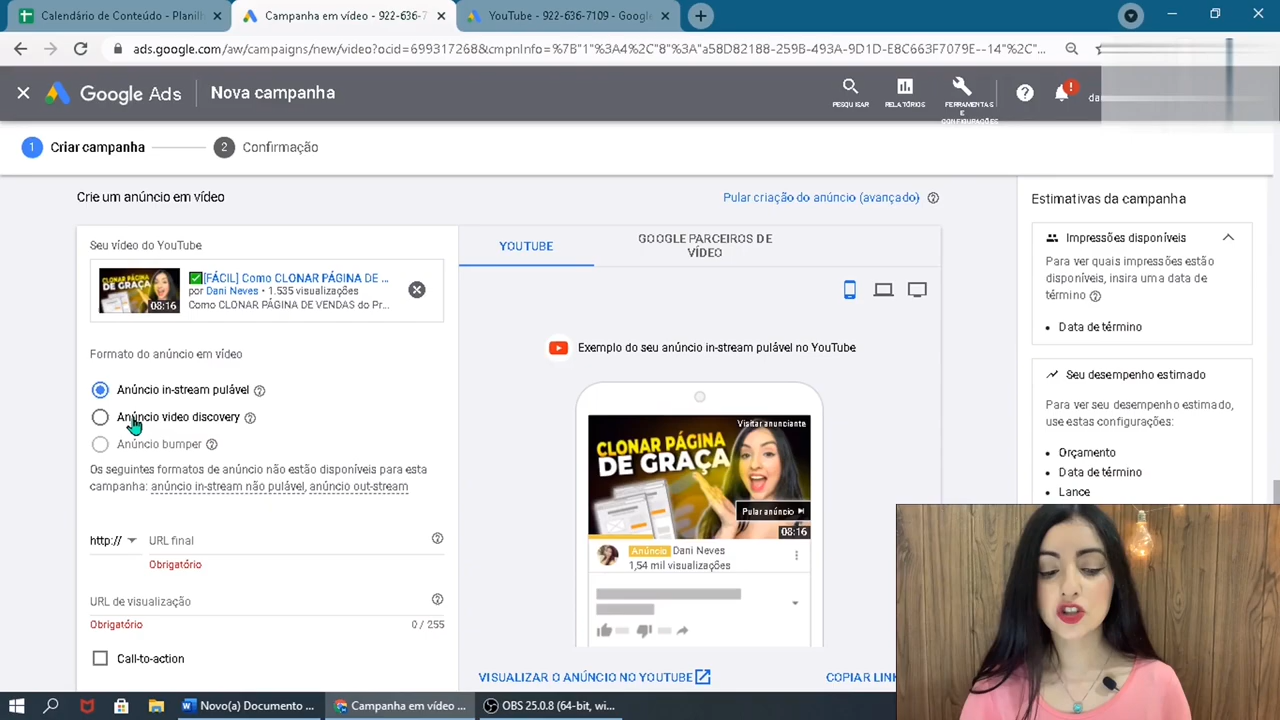 Calendário de Conteúdo - Planilh
Campanha em vídeo - 922-636-7
YouTube - 922-636-7109 - Google
ads.google.com/aw/campaigns/new/video?ocid=699317268&cmpnInfo=%7B"1"%3A4%2C"8"%3A"a58D82188-259B-493A-9D1D-E8C663F7079E--14"%2C"...
Google Ads
Nova campanha
PESQUISAR
RELATÓRIOS
FERRAMENTAS
E
CONFIGURAÇÕES
!
da
1 Criar campanha
2 Confirmação
Crie um anúncio em vídeo
Pular criação do anúncio (avançado)
Seu vídeo do YouTube
CLONAR PÁGINA
DE GRAÇA
08:16
[FÁCIL] Como CLONAR PÁGINA DE ...
por Dani Neves • 1.535 visualizações
Como CLONAR PÁGINA DE VENDAS do Pr...
Formato do anúncio em vídeo
Anúncio in-stream pulável
Anúncio video discovery
Anúncio bumper
Os seguintes formatos de anúncio não estão disponíveis para esta
campanha: anúncio in-stream não pulável, anúncio out-stream
http:// URL final
Obrigatório
URL de visualização
Obrigatório
0 / 255
Call-to-action
YOUTUBE
GOOGLE PARCEIROS DE
VÍDEO
Exemplo do seu anúncio in-stream pulável no YouTube
Visitar anunciante
CLONAR PÁGINA
DE GRAÇA
Pular anúncio
08:16
Anúncio Dani Neves
1,54 mil visualizações
VISUALIZAR O ANÚNCIO NO YOUTUBE
COPIAR LINK
Estimativas da campanha
Impressões disponíveis
Para ver quais impressões estão
disponíveis, insira uma data de
término
• Data de término
Seu desempenho estimado
Para ver seu desempenho estimado,
use estas configurações:
• Orçamento
• Data de término
• Lance
Novo(a) Documento ...
Campanha em vídeo ...
OBS 25.0.8 (64-bit, wi...